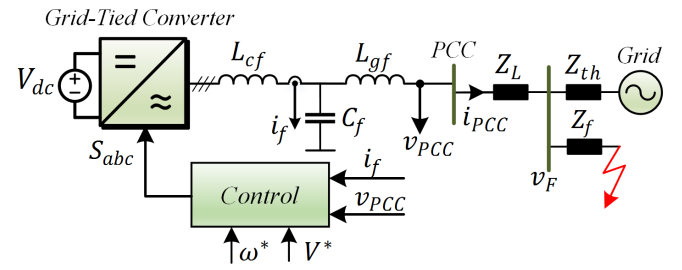 Grid-Tied Converter
V_dc
=
≈
L_cf
L_gf
PCC
Z_L
Z_th
Grid
i_f
C_f
v_PCC
i_PCC
Z_f
v_F
S_abc
Control
i_f
v_PCC
ω*
V*